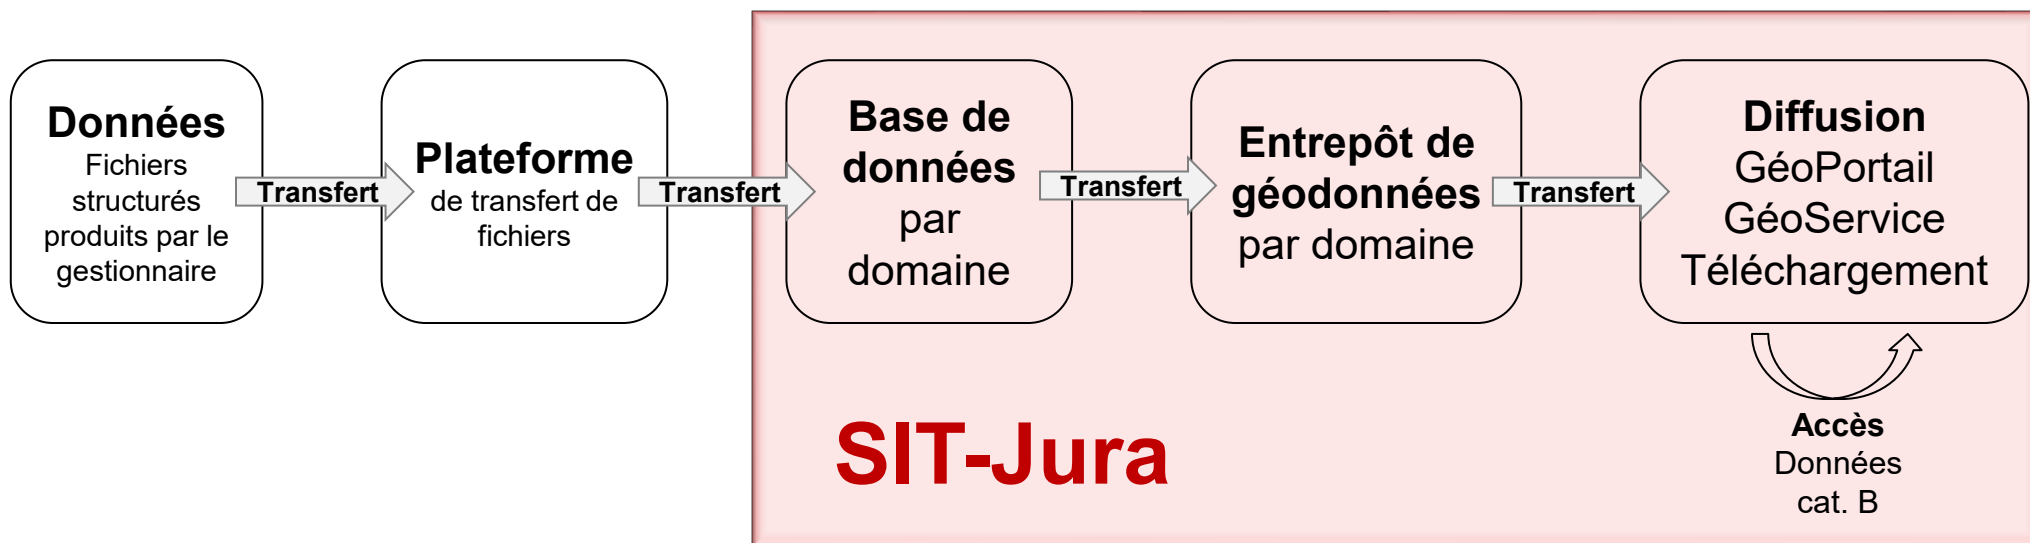 Données
Fichiers
structurés
produits par le
gestionnaire
Transfert
Plateforme
de transfert de
fichiers
Transfert
Base de
données
par
domaine
Transfert
Entrepôt de
géodonnées
par domaine
Transfert
Diffusion
GéoPortail
GéoService
Téléchargement
Accès
Données
cat. B
SIT-Jura